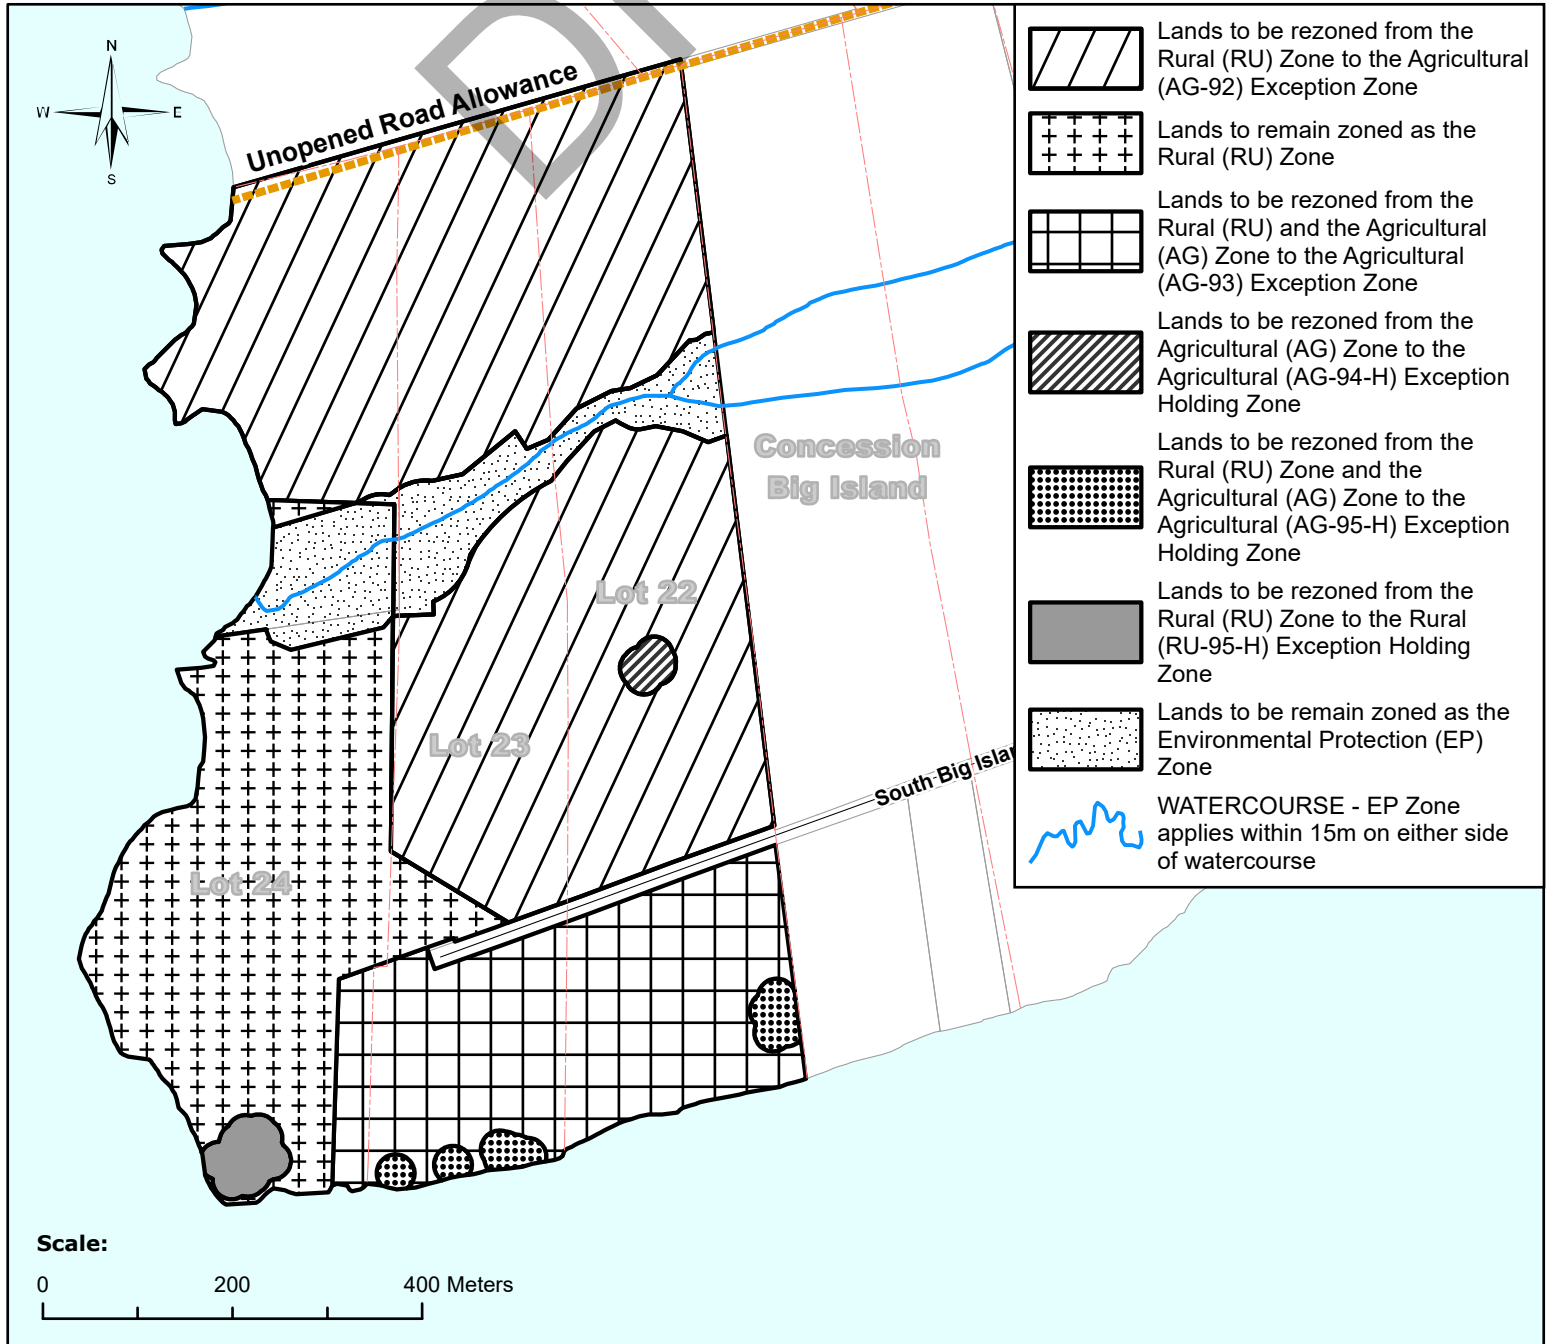 N
W E
S
Unopened Road Allowance
Concession
Big Island
Lot 22
Lot 23
Lot 24
South Big Islan
Scale:
0 200 400 Meters
Lands to be rezoned from the
Rural (RU) Zone to the Agricultural
(AG-92) Exception Zone
Lands to remain zoned as the
Rural (RU) Zone
Lands to be rezoned from the
Rural (RU) and the Agricultural
(AG) Zone to the Agricultural
(AG-93) Exception Zone
Lands to be rezoned from the
Agricultural (AG) Zone to the
Agricultural (AG-94-H) Exception
Holding Zone
Lands to be rezoned from the
Rural (RU) Zone and the
Agricultural (AG) Zone to the
Agricultural (AG-95-H) Exception
Holding Zone
Lands to be rezoned from the
Rural (RU) Zone to the Rural
(RU-95-H) Exception Holding
Zone
Lands to be remain zoned as the
Environmental Protection (EP)
Zone
WATERCOURSE - EP Zone
applies within 15m on either side
of watercourse